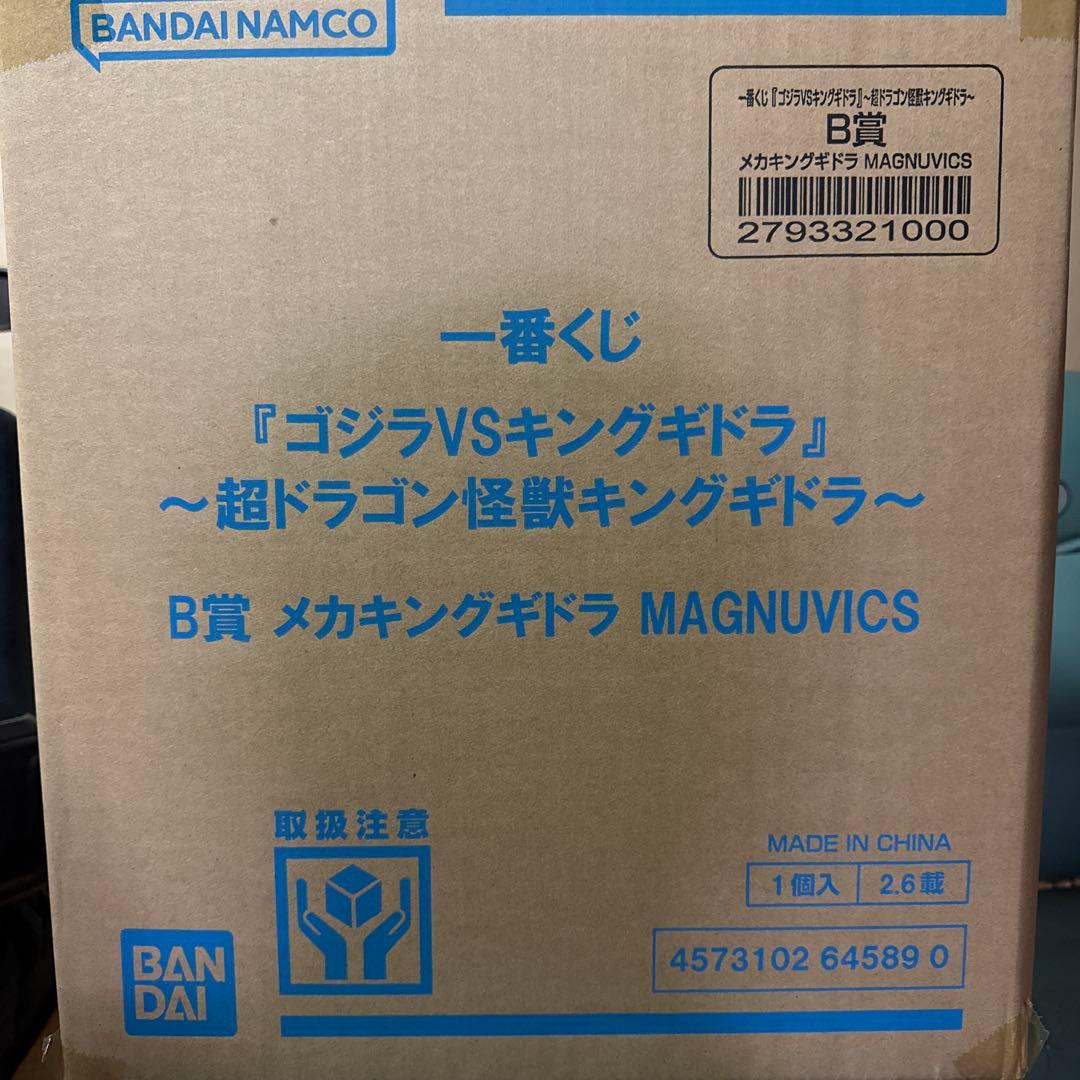 BANDAI NAMCO
一番くじ『ゴジラVSキングギドラ』~超ドラゴン怪獣キングギドラ~
B賞
メカキングギドラ MAGNUVICS
2793321000
一番くじ
『ゴジラVSキングギドラ』
~超ドラゴン怪獣キングギドラ~
B賞 メカキングギドラ MAGNUVICS
取扱注意
MADE IN CHINA
1個入 2.6載
4573102 64589 0
BAN
DAI